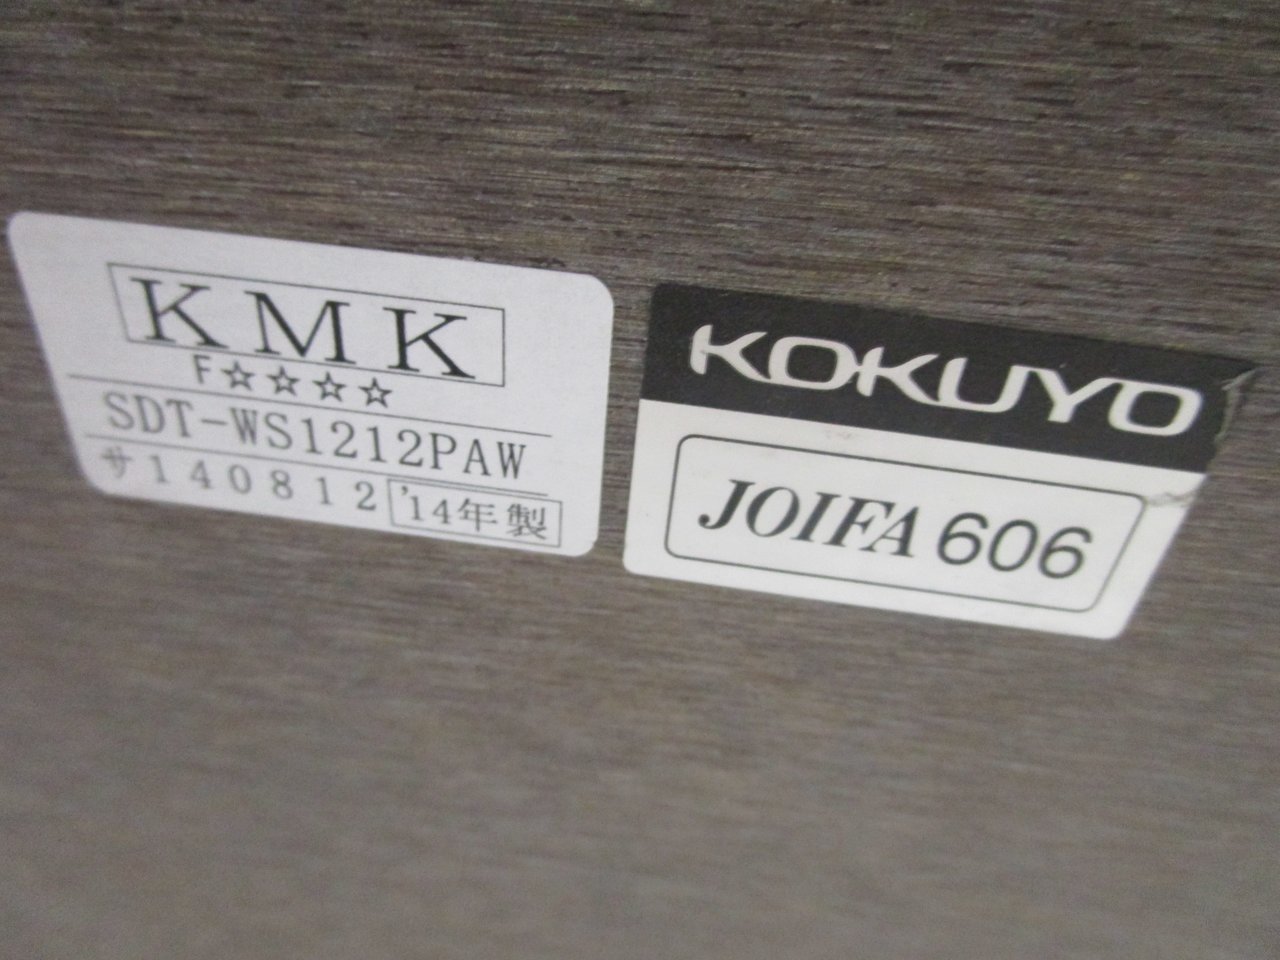 KMK
F☆☆☆☆
SDT-WS1212PAW
サ140812 '14年製
KOKUYO
JOIFA 606